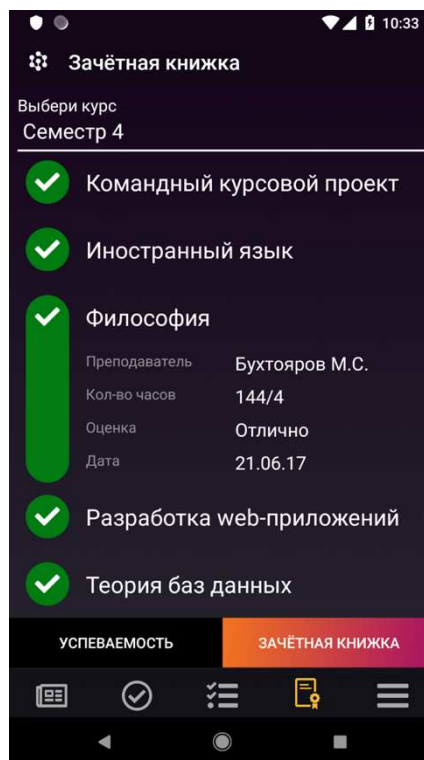 10:33
Зачётная книжка
Выбери курс
Семестр 4
Командный курсовой проект
Иностранный язык
Философия
Преподаватель Бухтояров М.С.
Кол-во часов 144/4
Оценка Отлично
Дата 21.06.17
Разработка web-приложений
Теория баз данных
УСПЕВАЕМОСТЬ ЗАЧЁТНАЯ КНИЖКА